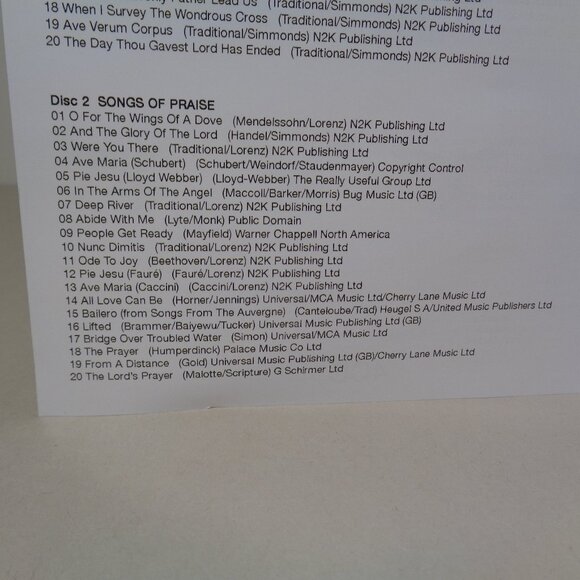 Father Lead Us (Traditional/Simmonds) N2K Publishing Ltd
18 When I Survey The Wondrous Cross (Traditional/Simmonds) N2K Publishing Ltd
19 Ave Verum Corpus (Traditional/Simmonds) N2K Publishing Ltd
20 The Day Thou Gavest Lord Has Ended (Traditional/Simmonds) N2K Publishing Ltd
Disc 2 SONGS OF PRAISE
01 O For The Wings Of A Dove (Mendelssohn/Lorenz) N2K Publishing Ltd
02 And The Glory Of The Lord (Handel/Simmonds) N2K Publishing Ltd
03 Were You There (Traditional/Lorenz) N2K Publishing Ltd
04 Ave Maria (Schubert) (Schubert/Weindorf/Staudenmayer) Copyright Control
05 Pie Jesu (Lloyd Webber) (Lloyd-Webber) The Really Useful Group Ltd
06 In The Arms Of The Angel (Maccoll/Barker/Morris) Bug Music Ltd (GB)
07 Deep River (Traditional/Lorenz) N2K Publishing Ltd
08 Abide With Me (Lyte/Monk) Public Domain
09 People Get Ready (Mayfield) Warner Chappell North America
10 Nunc Dimitis (Traditional/Lorenz) N2K Publishing Ltd
11 Ode To Joy (Beethoven/Lorenz) N2K Publishing Ltd
12 Pie Jesu (Fauré) (Fauré/Lorenz) N2K Publishing Ltd
13 Ave Maria (Caccini) (Caccini/Lorenz) N2K Publishing Ltd
14 All Love Can Be (Horner/Jennings) Universal/MCA Music Ltd/Cherry Lane Music Ltd
15 Bailero (from Songs From The Auvergne) (Canteloube/Trad) Heugel S A/United Music Publishers Ltd
16 Lifted (Brammer/Baiyewu/Tucker) Universal Music Publishing Ltd (GB)
17 Bridge Over Troubled Water (Simon) Universal/MCA Music Ltd
18 The Prayer (Humperdinck) Palace Music Co Ltd
19 From A Distance (Gold) Universal Music Publishing Ltd (GB)/Cherry Lane Music Ltd
20 The Lord's Prayer (Malotte/Scripture) G Schirmer Ltd